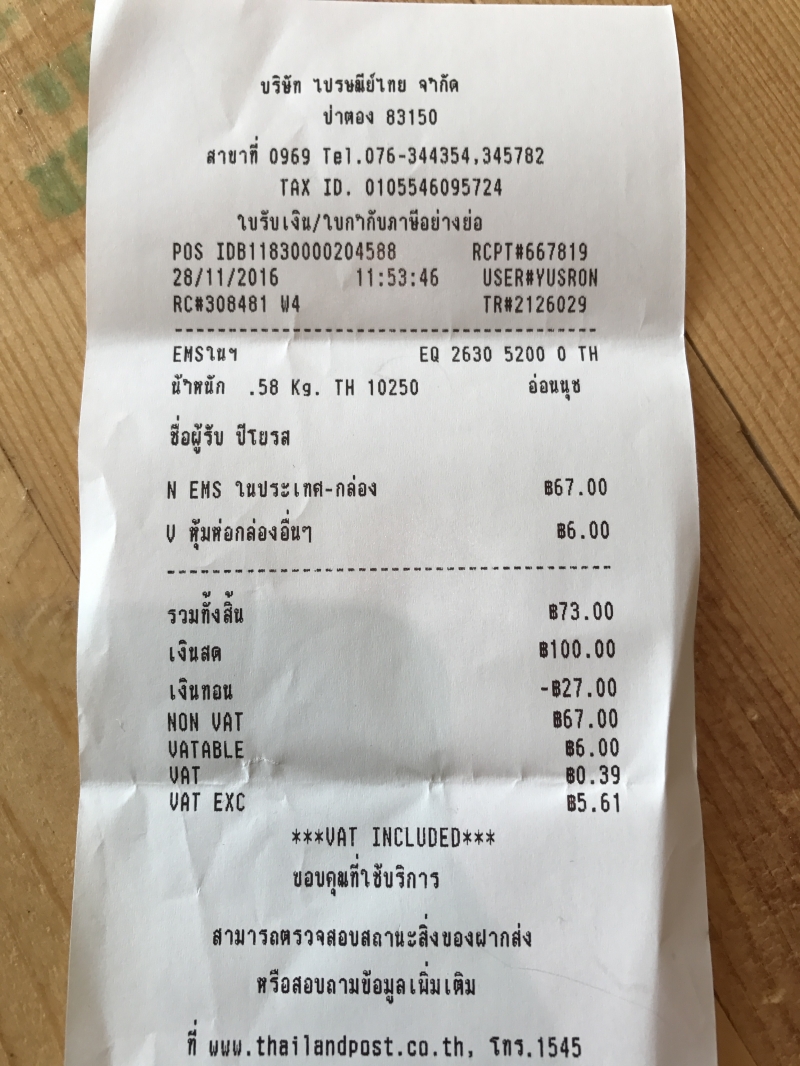 บริษัท ไปรษณีย์ไทย จำกัด
ป่าตอง 83150
สาขาที่ 0969 Tel.076-344354,345782
TAX ID. 0105546095724
ใบรับเงิน/ใบกำกับภาษีอย่างย่อ
POS IDB11830000204588 RCPT#667819
28/11/2016 11:53:46 USER#YUSRON
RC#308481 W4 TR#2126029
EMSในฯ EQ 2630 5200 0 TH
น้ำหนัก .58 Kg. TH 10250 อ่อนนุช
ชื่อผู้รับ ปิโยรส
N EMS ในประเทศ-กล่อง ฿67.00
V หุ้มห่อกล่องอื่นๆ ฿6.00
รวมทั้งสิ้น ฿73.00
เงินสด ฿100.00
เงินทอน -฿27.00
NON VAT ฿67.00
VATABLE ฿6.00
VAT ฿0.39
VAT EXC ฿5.61
***VAT INCLUDED***
ขอบคุณที่ใช้บริการ
สามารถตรวจสอบสถานะสิ่งของฝากส่ง
หรือสอบถามข้อมูลเพิ่มเติม
ที่ www.thailandpost.co.th, โทร.1545